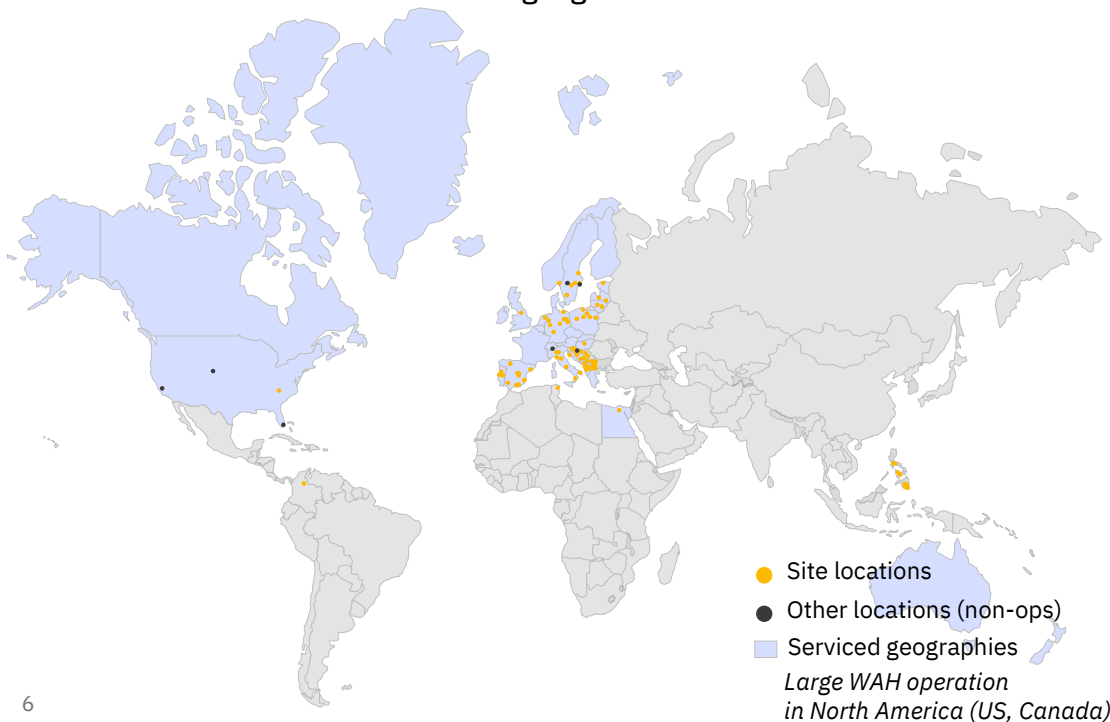 Site locations
Other locations (non-ops)
Serviced geographies
Large WAH operation
in North America (US, Canada)
6